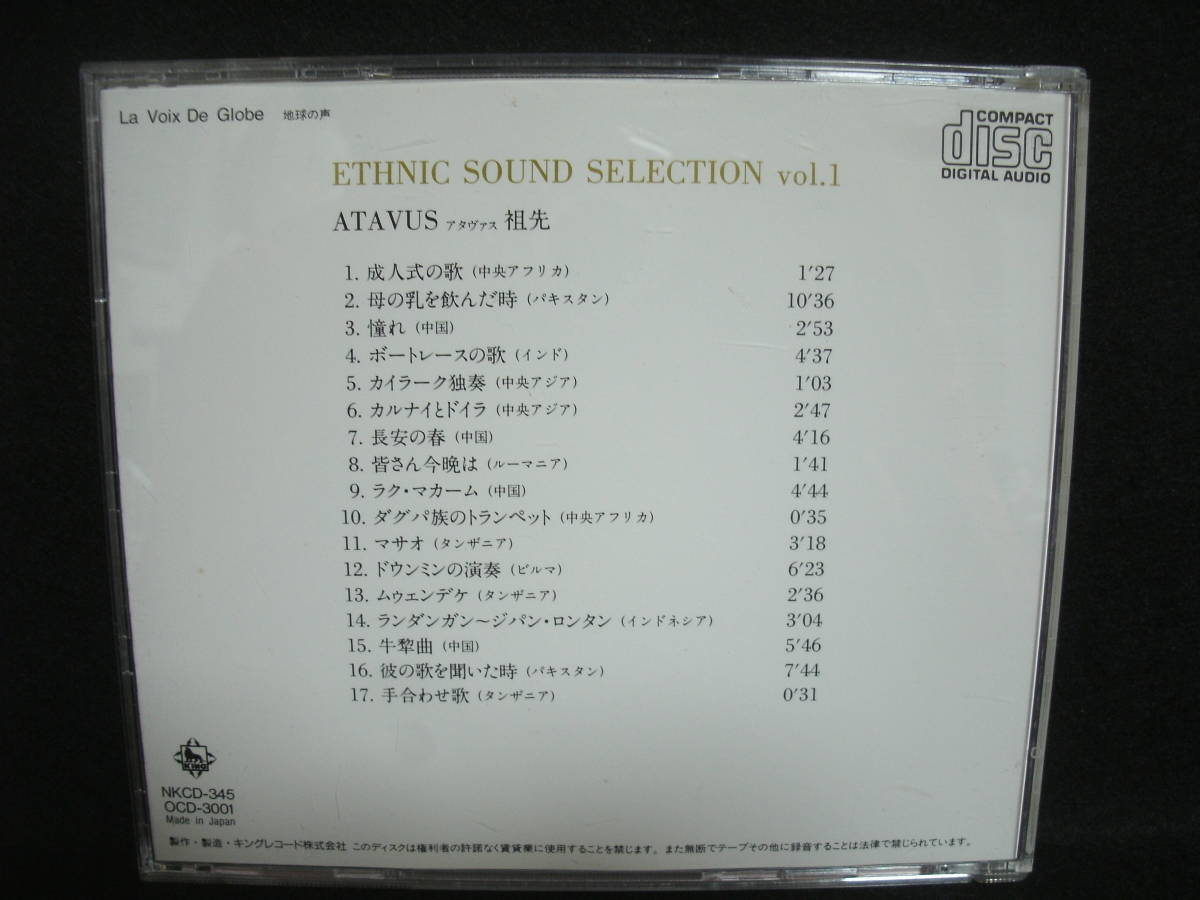 La Voix De Globe 地球の声
COMPACT
disc
DIGITAL AUDIO
ETHNIC SOUND SELECTION vol.1
ATAVUS アタヴァス 祖先
1. 成人式の歌 (中央アフリカ) 1'27
2. 母の乳を飲んだ時 (パキスタン) 10'36
3. 憧れ (中国) 2'53
4. ボートレースの歌 (インド) 4'37
5. カイラーク独奏 (中央アジア) 1'03
6. カルナイとドイラ (中央アジア) 2'47
7. 長安の春 (中国) 4'16
8. 皆さん今晩は (ルーマニア) 1'41
9. ラク・マカーム (中国) 4'44
10. ダグパ族のトランペット (中央アフリカ) 0'35
11. マサオ (タンザニア) 3'18
12. ドウンミンの演奏 (ビルマ) 6'23
13. ムウェンデケ (タンザニア) 2'36
14. ランダンガン〜ジパン・ロンタン (インドネシア) 3'04
15. 牛犂曲 (中国) 5'46
16. 彼の歌を聞いた時 (パキスタン) 7'44
17. 手合わせ歌 (タンザニア) 0'31
KING
NKCD-345
OCD-3001
Made in Japan
製作・製造・キングレコード株式会社 このディスクは権利者の許諾なく賃貸業に使用することを禁じます。また無断でテープその他に録音することは法律で禁じられています。